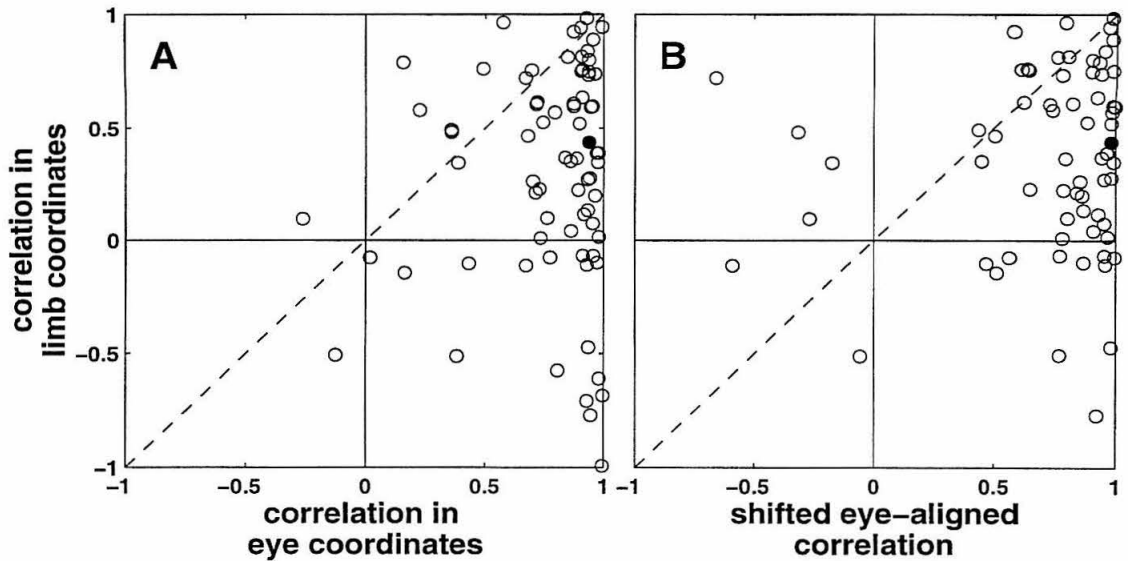 A
B
correlation in
limb coordinates
1
0.5
0
−0.5
−1
−1
−0.5
0
0.5
1
−1
−0.5
0
0.5
1
correlation in
eye coordinates
shifted eye−aligned
correlation